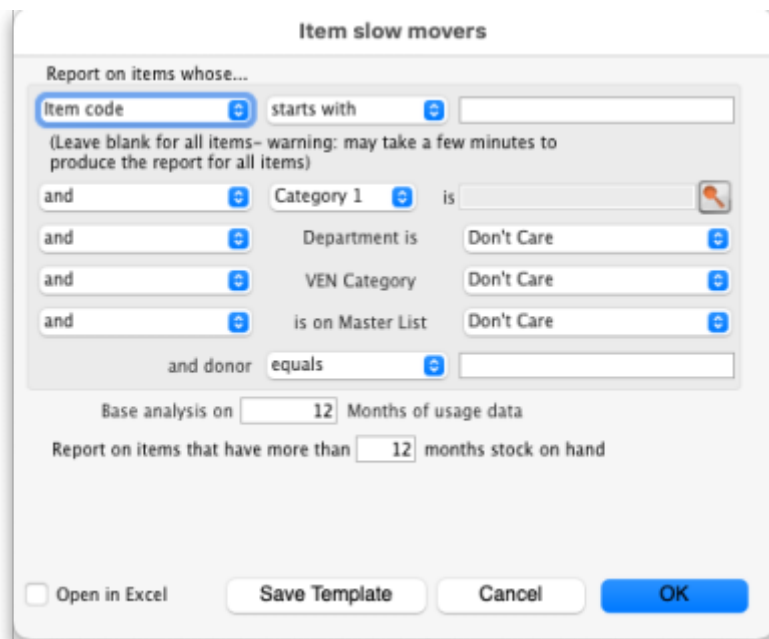 Item slow movers
Report on items whose...
Item code starts with
(Leave blank for all items- warning: may take a few minutes to
produce the report for all items)
and Category 1 is
and Department is Don't Care
and VEN Category Don't Care
and is on Master List Don't Care
and donor equals
Base analysis on 12 Months of usage data
Report on items that have more than 12 months stock on hand
Open in Excel Save Template Cancel OK